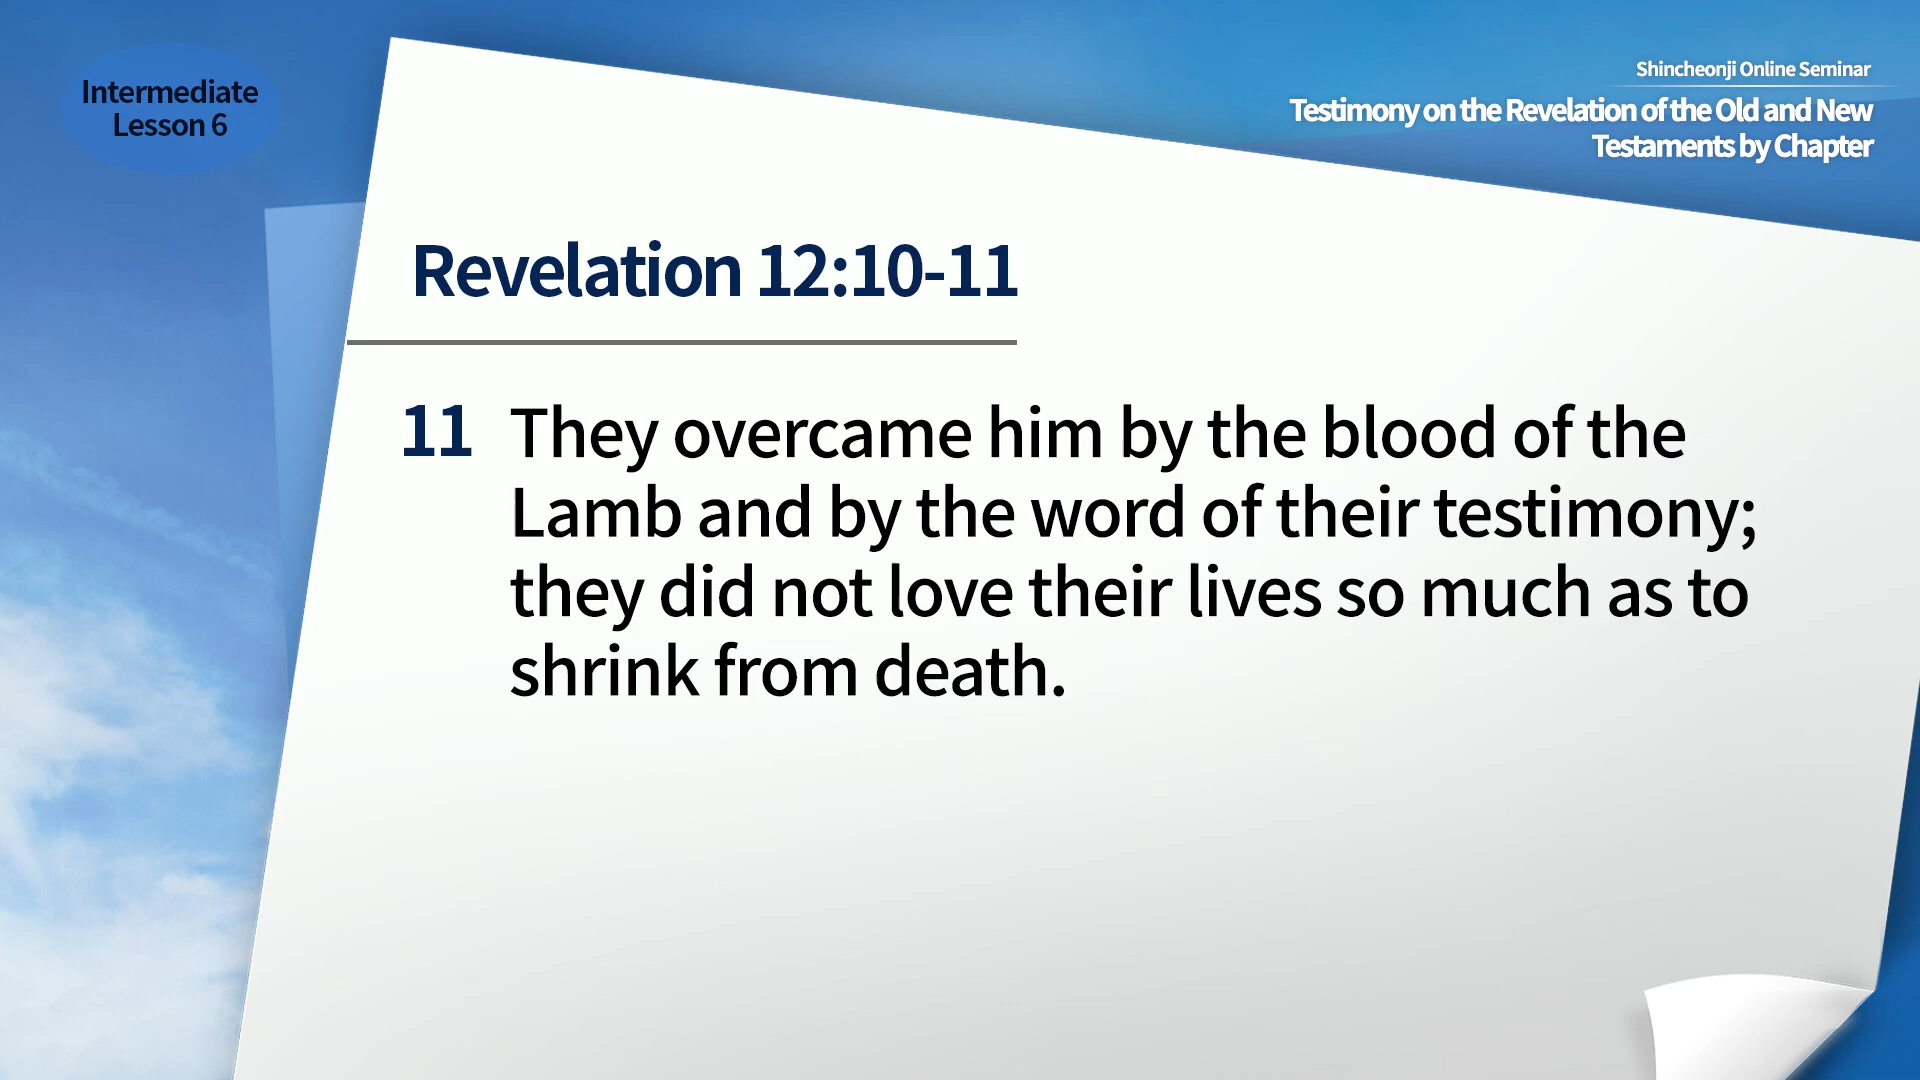 Intermediate
Lesson 6
Shincheonji Online Seminar
Testimony on the Revelation of the Old and New
Testaments by Chapter
Revelation 12:10-11
11 They overcame him by the blood of the
Lamb and by the word of their testimony;
they did not love their lives so much as to
shrink from death.